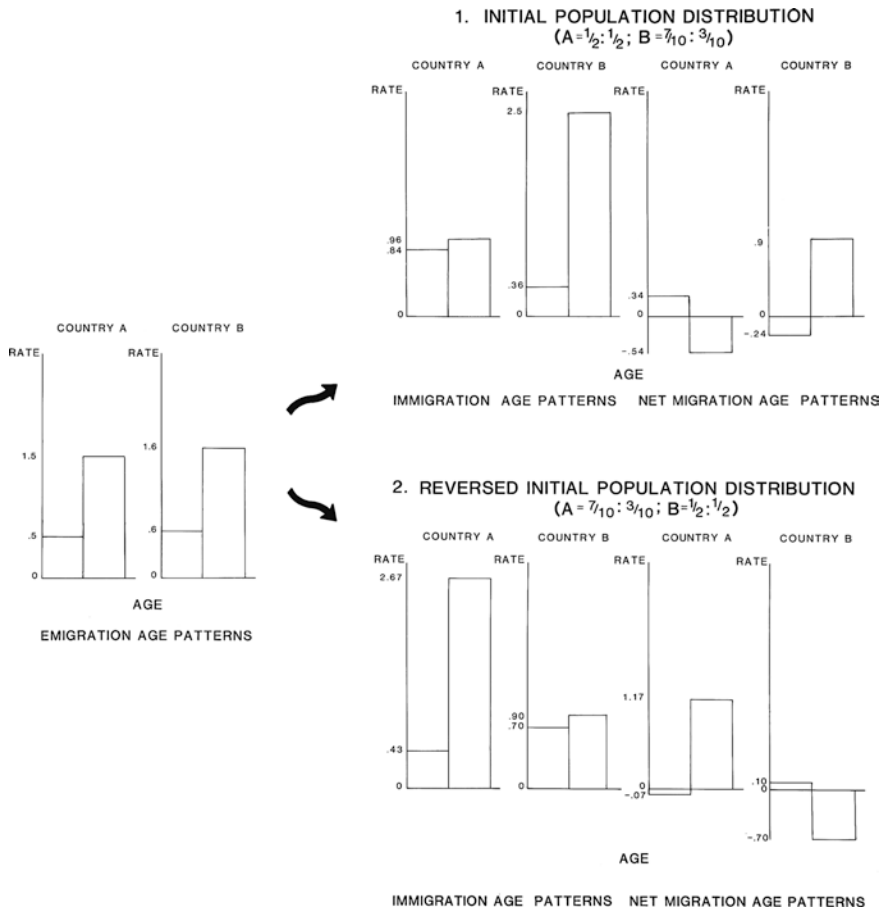 1. INITIAL POPULATION DISTRIBUTION
(A=1/2:1/2; B=7/10:3/10)
COUNTRY A COUNTRY B COUNTRY A COUNTRY B
RATE RATE RATE RATE
2.5
.96
.84
0
.36
0
.34
0
-.54
.9
0
-.24
AGE
IMMIGRATION AGE PATTERNS NET MIGRATION AGE PATTERNS
COUNTRY A COUNTRY B
RATE RATE
1.5
.5
0
1.6
.6
0
AGE
EMIGRATION AGE PATTERNS
2. REVERSED INITIAL POPULATION DISTRIBUTION
(A=7/10:3/10; B=1/2:1/2)
COUNTRY A COUNTRY B COUNTRY A COUNTRY B
RATE RATE RATE RATE
2.67
.43
0
.90
.70
0
1.17
0
-.07
.10
0
-.70
AGE
IMMIGRATION AGE PATTERNS NET MIGRATION AGE PATTERNS